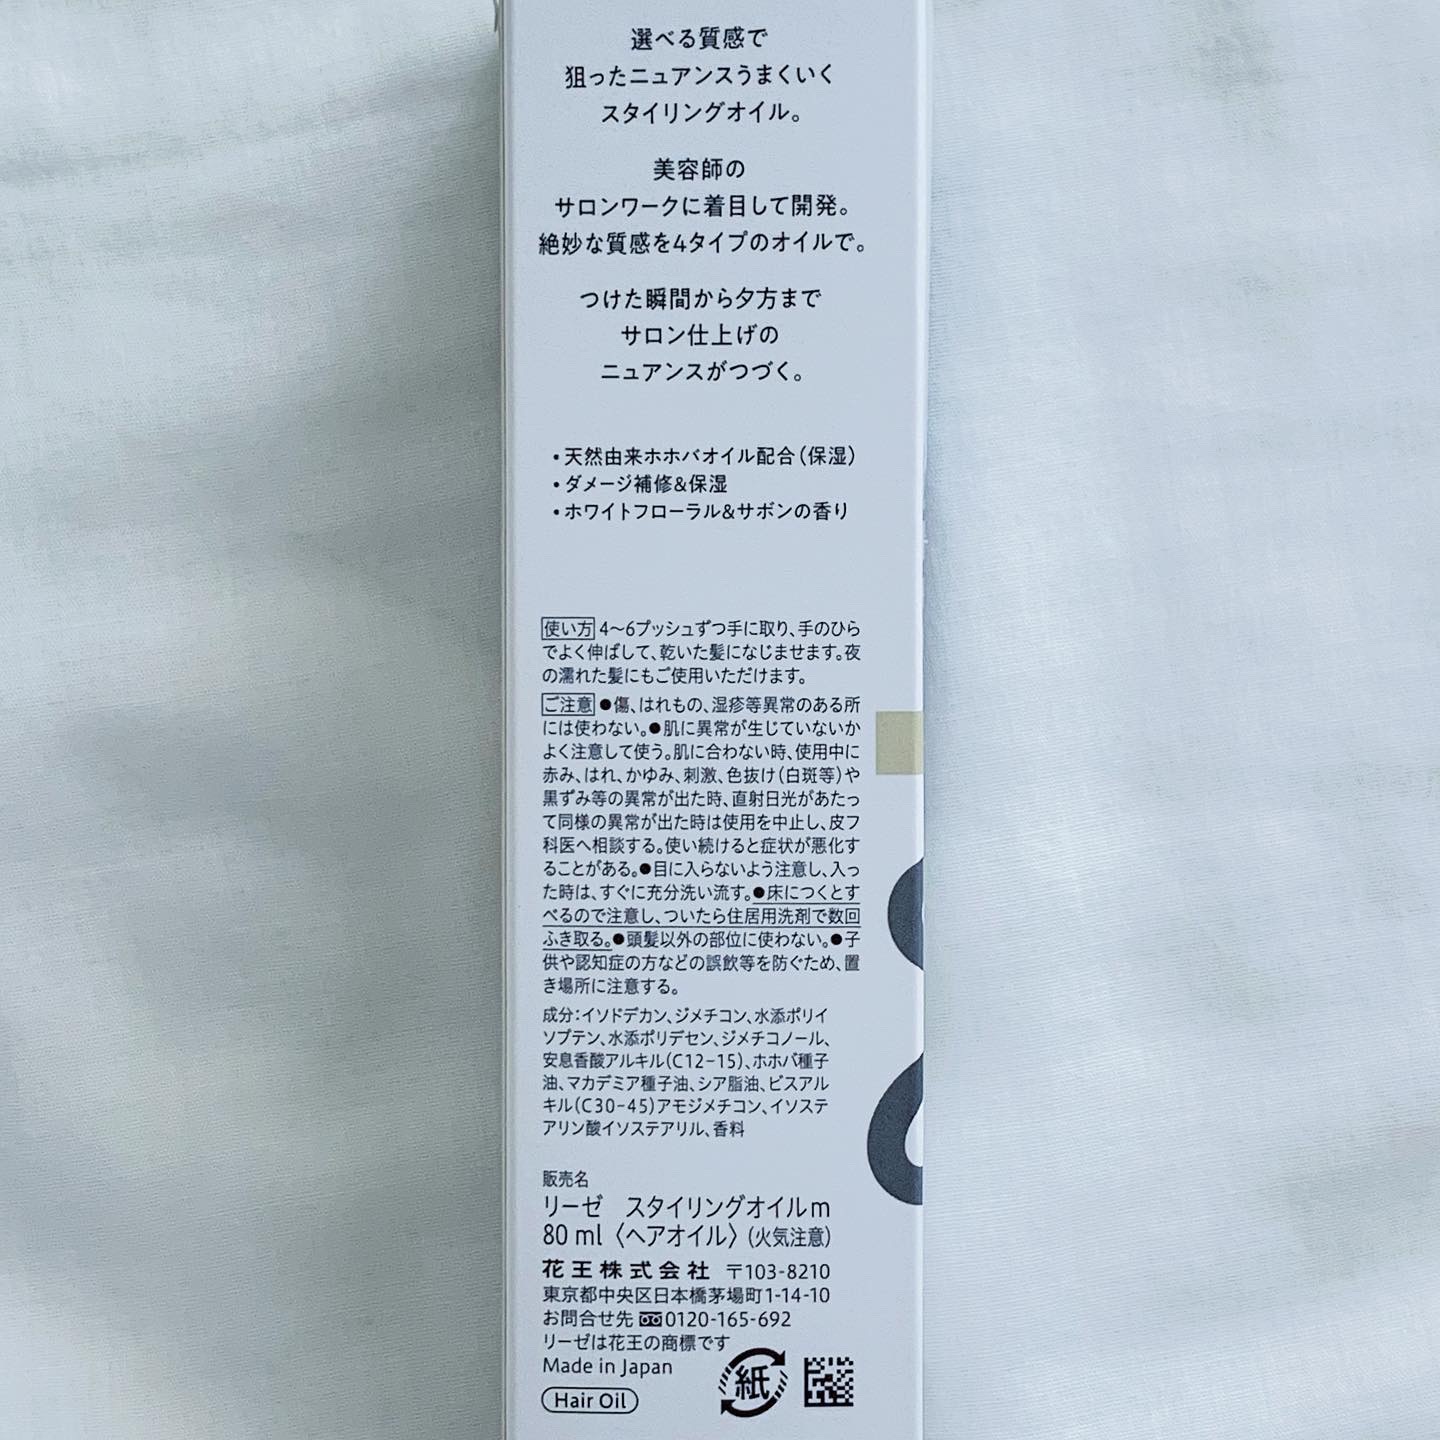 選べる質感で
狙ったニュアンスうまくいく
スタイリングオイル。
美容師の
サロンワークに着目して開発。
絶妙な質感を4タイプのオイルで。
つけた瞬間から夕方まで
サロン仕上げの
ニュアンスがつづく。
•天然由来ホホバオイル配合(保湿)
•ダメージ補修&保湿
•ホワイトフローラル&サボンの香り
使い方 4〜6プッシュずつ手に取り、手のひら
でよく伸ばして、乾いた髪になじませます。夜
の濡れた髪にもご使用いただけます。
ご注意 ●傷、はれもの、湿疹等異常のある所
には使わない。●肌に異常が生じていないか
よく注意して使う。肌に合わない時、使用中に
赤み、はれ、かゆみ、刺激、色抜け(白斑等)や
黒ずみ等の異常が出た時、直射日光があたっ
て同様の異常が出た時は使用を中止し、皮フ
科医へ相談する。使い続けると症状が悪化す
ることがある。●目に入らないよう注意し、入っ
た時は、すぐに充分洗い流す。●床につくとす
べるので注意し、ついたら住居用洗剤で数回
ふき取る。●頭髪以外の部位に使わない。●子
供や認知症の方などの誤飲等を防ぐため、置
き場所に注意する。
成分:イソドデカン、ジメチコン、水添ポリイ
ソブテン、水添ポリデセン、ジメチコノール、
安息香酸アルキル(C12-15)、ホホバ種子
油、マカデミア種子油、シア脂油、ビスアル
キル(C30-45)アモジメチコン、イソステ
アリン酸イソステアリル、香料
販売名
リーゼ スタイリングオイルm
80 ml〈ヘアオイル〉(火気注意)
花王株式会社 〒103-8210
東京都中央区日本橋茅場町1-14-10
お問合せ先 0120-165-692
リーゼは花王の商標です
Made in Japan
紙
Hair Oil